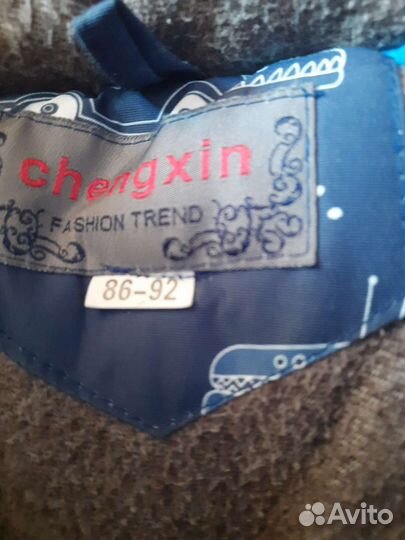 chengxin
FASHION TREND
86-92
Avito